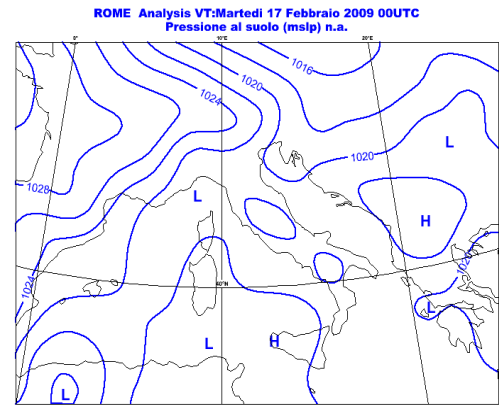 ROME Analysis VT:Martedi 17 Febbraio 2009 00UTC
Pressione al suolo (mslp) n.a.
0°E 10°E 20°E
1016
1020
1024
L
1020
1028
L
H
1020
1024
40°N
L
L
H
L